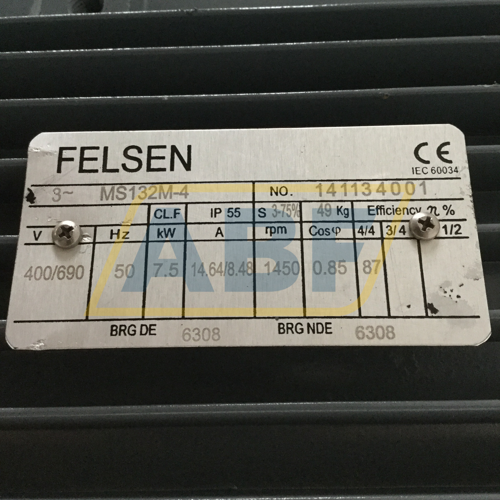 FELSEN
CE
IEC 60034
3~ MS132M-4 NO. 141134001
CL.F IP 55 S 3-75% 49 Kg Efficiency η %
V Hz kW A rpm Cosφ 4/4 3/4 1/2
400/690 50 7.5 14,64/8.48 1450 0.85 87
ABF
BRG DE 6308 BRG NDE 6308